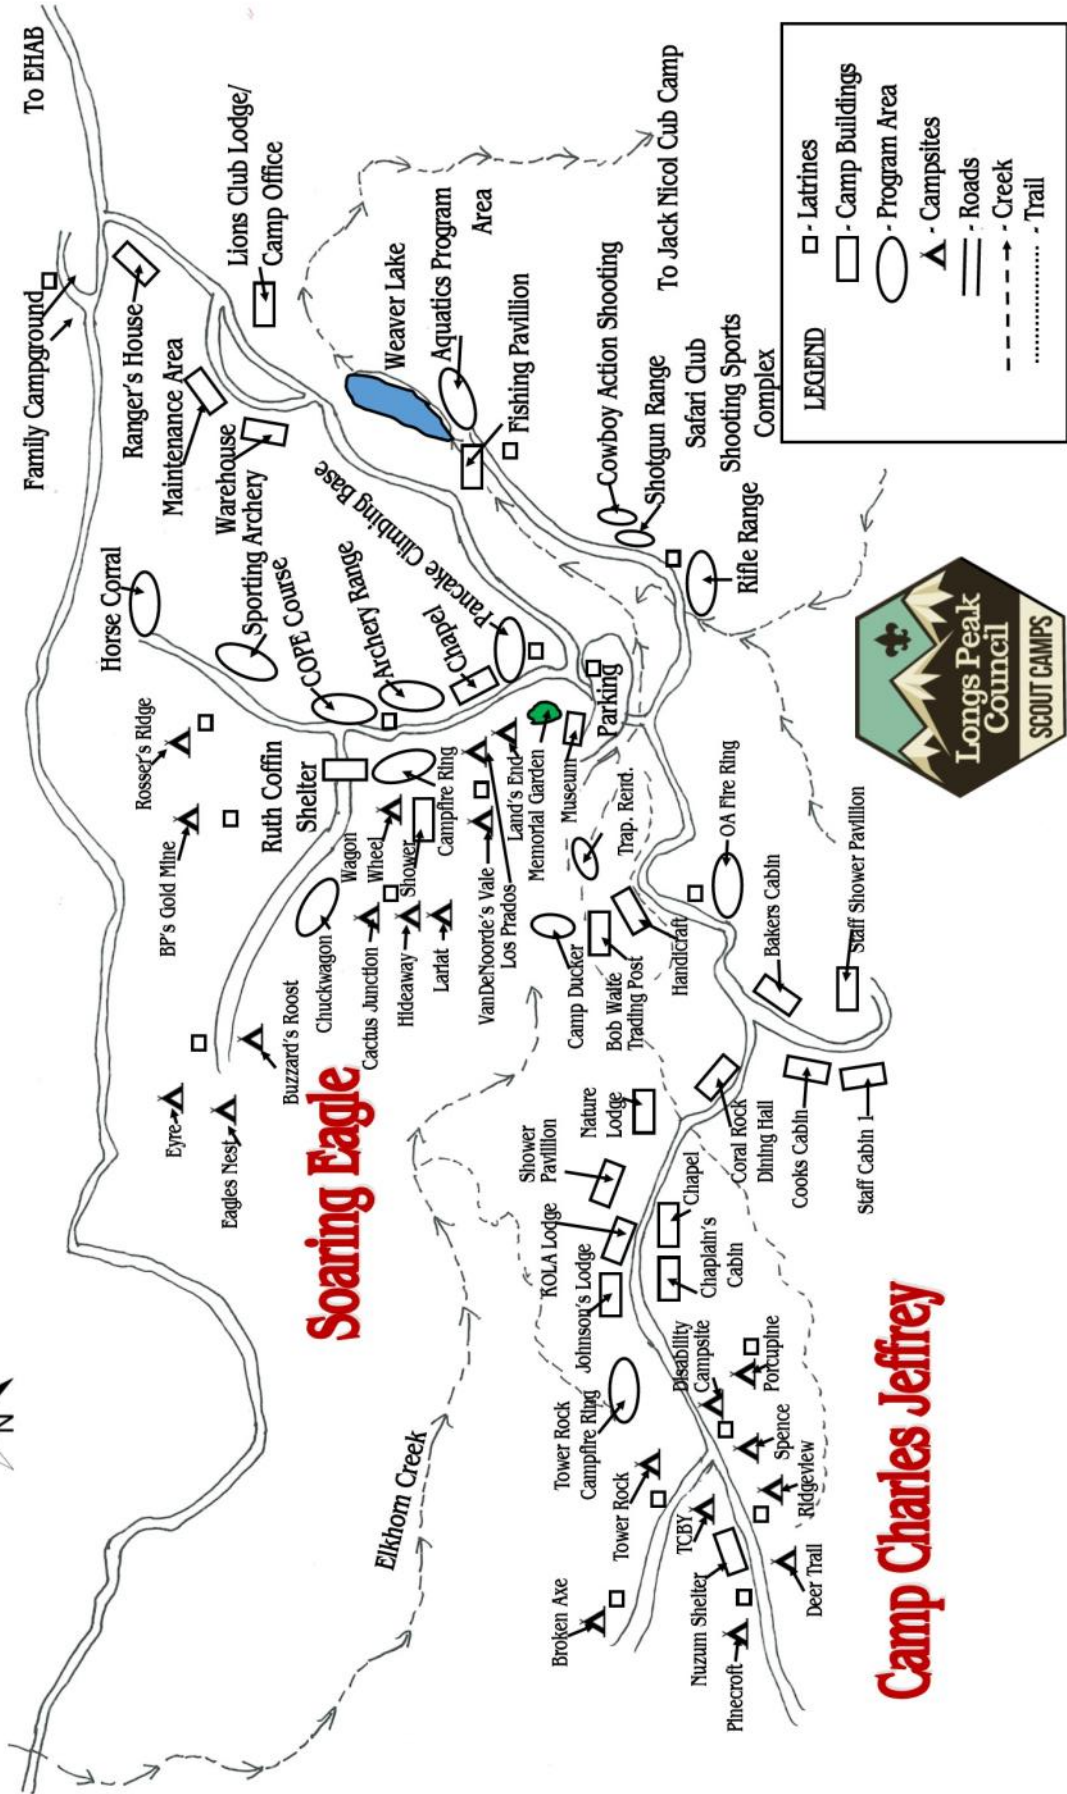 To EHAB
Family Campground
Ranger's House
Maintenance Area
Warehouse
Lions Club Lodge/
Camp Office
Horse Corral
Sporting Archery
COPE Course
Archery Range
Chapel
Pancake Climbing Base
Weaver Lake
Aquatics Program
Area
Fishing Pavillion
To Jack Nicol Cub Camp
Cowboy Action Shooting
Shotgun Range
Safari Club
Shooting Sports
Complex
Rifle Range
Parking
Rosser's Ridge
BP's Gold Mine
Ruth Coffin
Shelter
Wagon
Wheel
Shower
Campfire Ring
Land's End
Memorial Garden
Museum
Chuckwagon
Cactus Junction
Hideaway
Lariat
VanDeNoorde's Vale
Los Prados
Buzzard's Roost
Eyre
Eagles Nest
Soaring Eagle
Trap. Rend.
Camp Ducker
Bob Waite
Trading Post
Handicraft
OA Fire Ring
Bakers Cabin
Staff Shower Pavillion
Nature
Lodge
Coral Rock
Dining Hall
Cooks Cabin
Staff Cabin 1
Shower
Pavillion
KOLA Lodge
Johnson's Lodge
Chapel
Chaplain's
Cabin
Tower Rock
Campfire Ring
Disability
Campsite
Porcupine
Spence
Ridgeview
Tower Rock
TCBY
Deer Trail
Broken Axe
Nuzum Shelter
Pinecroft
Elkhorn Creek
Camp Charles Jeffrey
N
LEGEND
- Latrines
- Camp Buildings
- Program Area
- Campsites
- Roads
- Creek
- Trail
Longs Peak
Council
SCOUT CAMPS